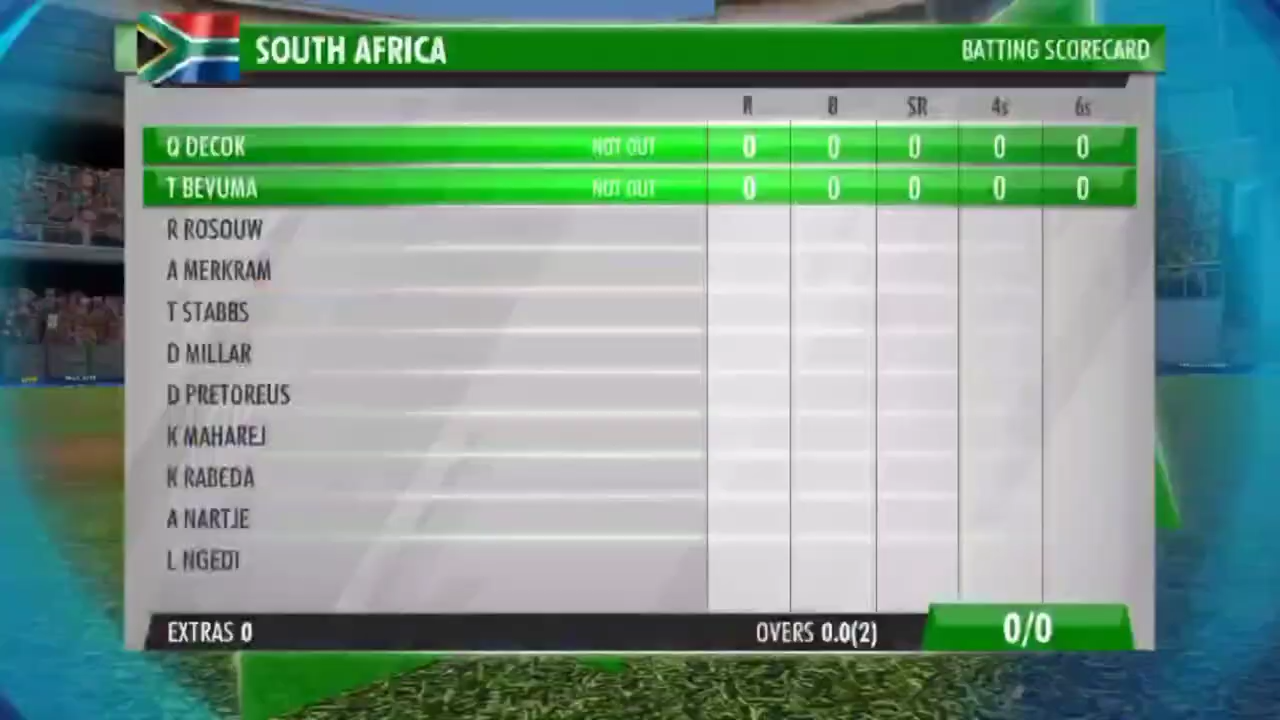 SOUTH AFRICA BATTING SCORECARD
R B SR 4s 6s
Q DECOK NOT OUT 0 0 0 0 0
T BEVUMA NOT OUT 0 0 0 0 0
R ROSOUW
A MERKRAM
T STABBS
D MILLAR
D PRETOREUS
K MAHAREJ
K RABEDA
A NARTJE
L NGEDI
EXTRAS 0 OVERS 0.0(2) 0/0